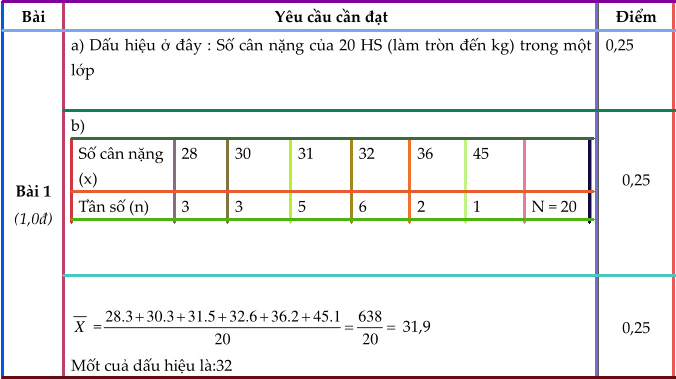 Bài Yêu cầu cần đạt Điểm
a) Dấu hiệu ở đây : Số cân nặng của 20 HS (làm tròn đến kg) trong một 0,25
lớp
b)
Số cân nặng 28 30 31 32 36 45
(x)
Bài 1 0,25
Tần số (n) 3 3 5 6 2 1 N = 20
(1,0đ)
X̄ = (28.3+30.3+31.5+32.6+36.2+45.1)/20 = 638/20 = 31,9 0,25
Mốt cuả dấu hiệu là:32